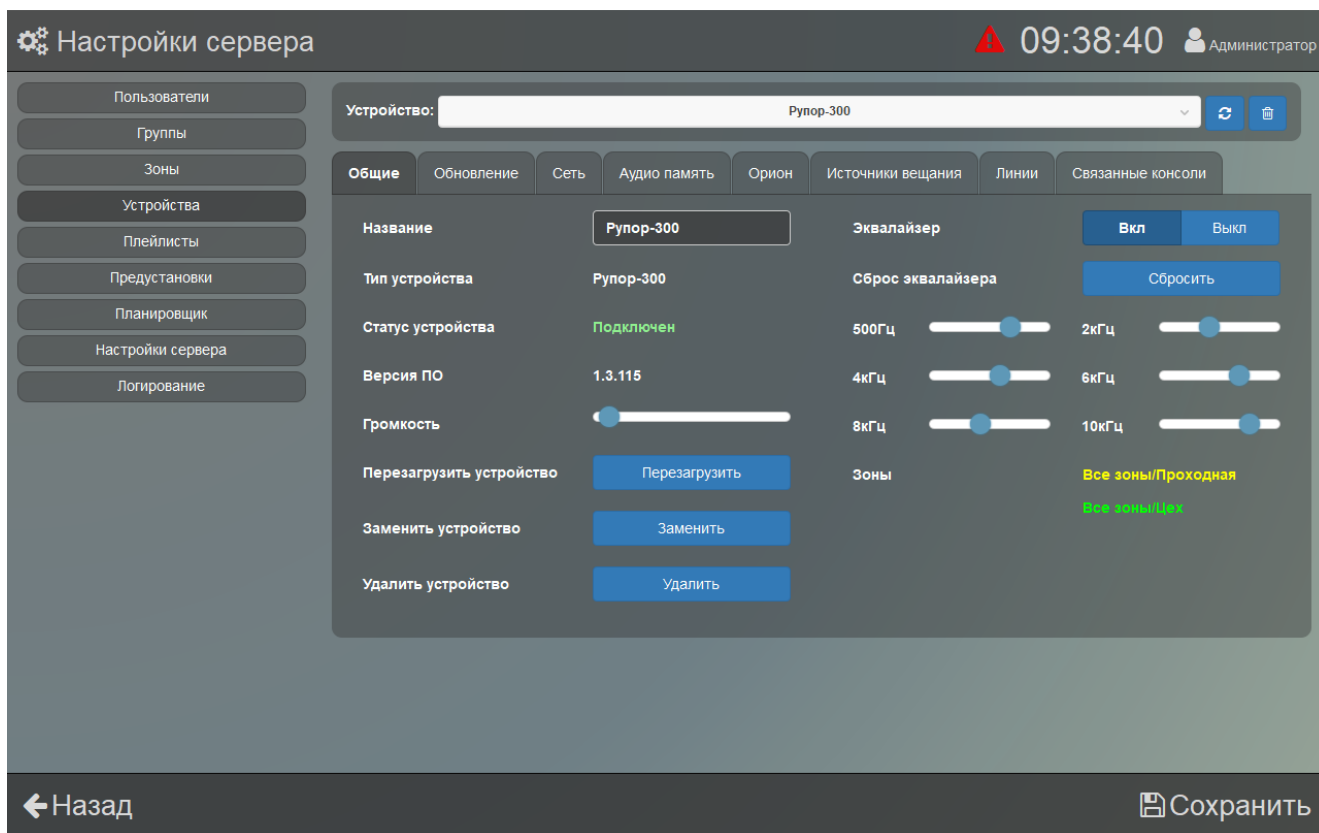 Настройки сервера
09:38:40 Администратор
Пользователи
Группы
Зоны
Устройства
Плейлисты
Предустановки
Планировщик
Настройки сервера
Логирование
Устройство: Рупор-300
Общие Обновление Сеть Аудио память Орион Источники вещания Линии Связанные консоли
Название Рупор-300
Тип устройства Рупор-300
Статус устройства Подключен
Версия ПО 1.3.115
Громкость
Перезагрузить устройство Перезагрузить
Заменить устройство Заменить
Удалить устройство Удалить
Эквалайзер Вкл Выкл
Сброс эквалайзера Сбросить
500Гц 2кГц
4кГц 6кГц
8кГц 10кГц
Зоны Все зоны/Проходная
Все зоны/Цех
Назад Сохранить